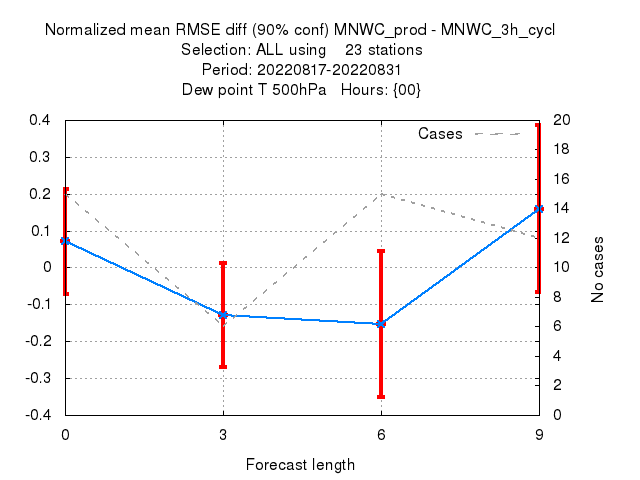 Normalized mean RMSE diff (90% conf) MNWC_prod - MNWC_3h_cycl
Selection: ALL using    23 stations
Period: 20220817-20220831
Dew point T 500hPa   Hours: {00}
Cases
0.4
0.3
0.2
0.1
0
-0.1
-0.2
-0.3
-0.4
20
18
16
14
12
10
8
6
4
2
0
No cases
0 3 6 9
Forecast length